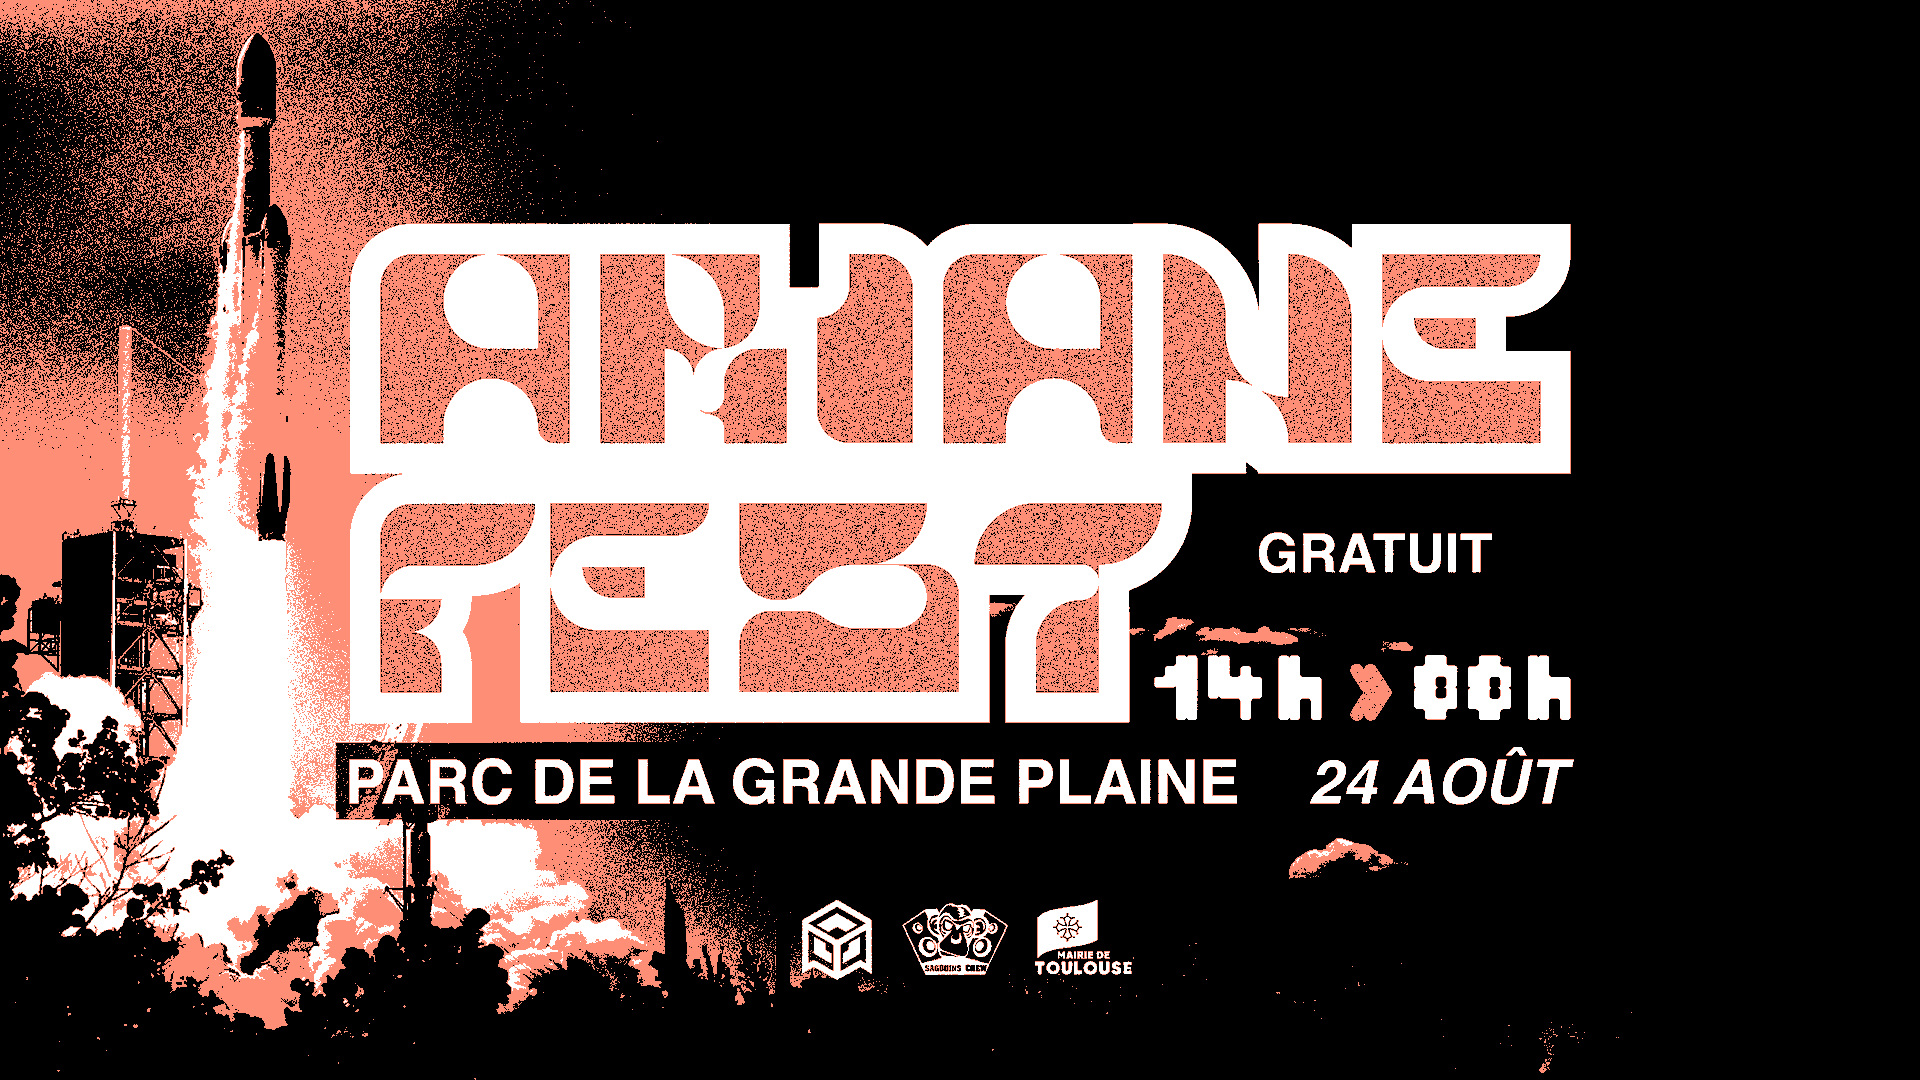 ARIANE
FEST
GRATUIT
14h > 00h
PARC DE LA GRANDE PLAINE
24 AOÛT
SAGOUINS CREW
MAIRIE DE
TOULOUSE